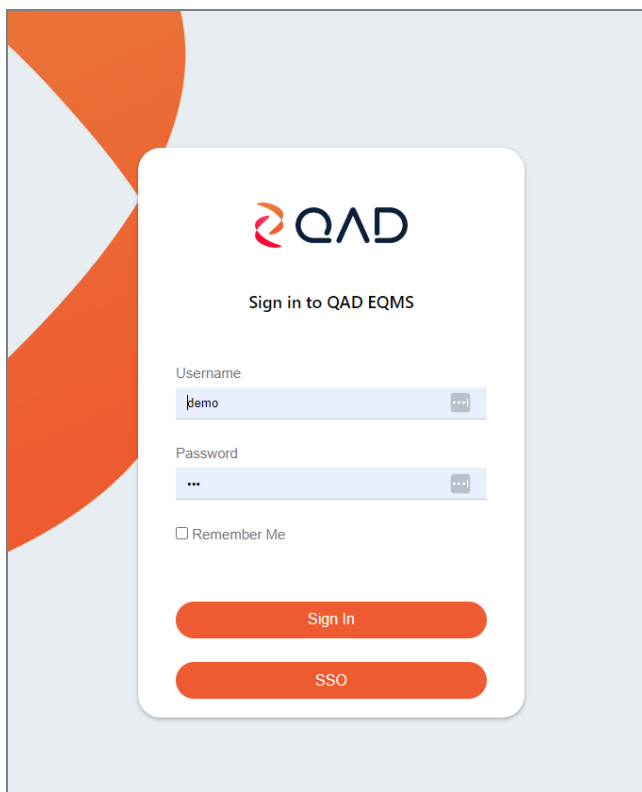 QAD
Sign in to QAD EQMS
Username
demo
Password
•••
Remember Me
Sign In
SSO